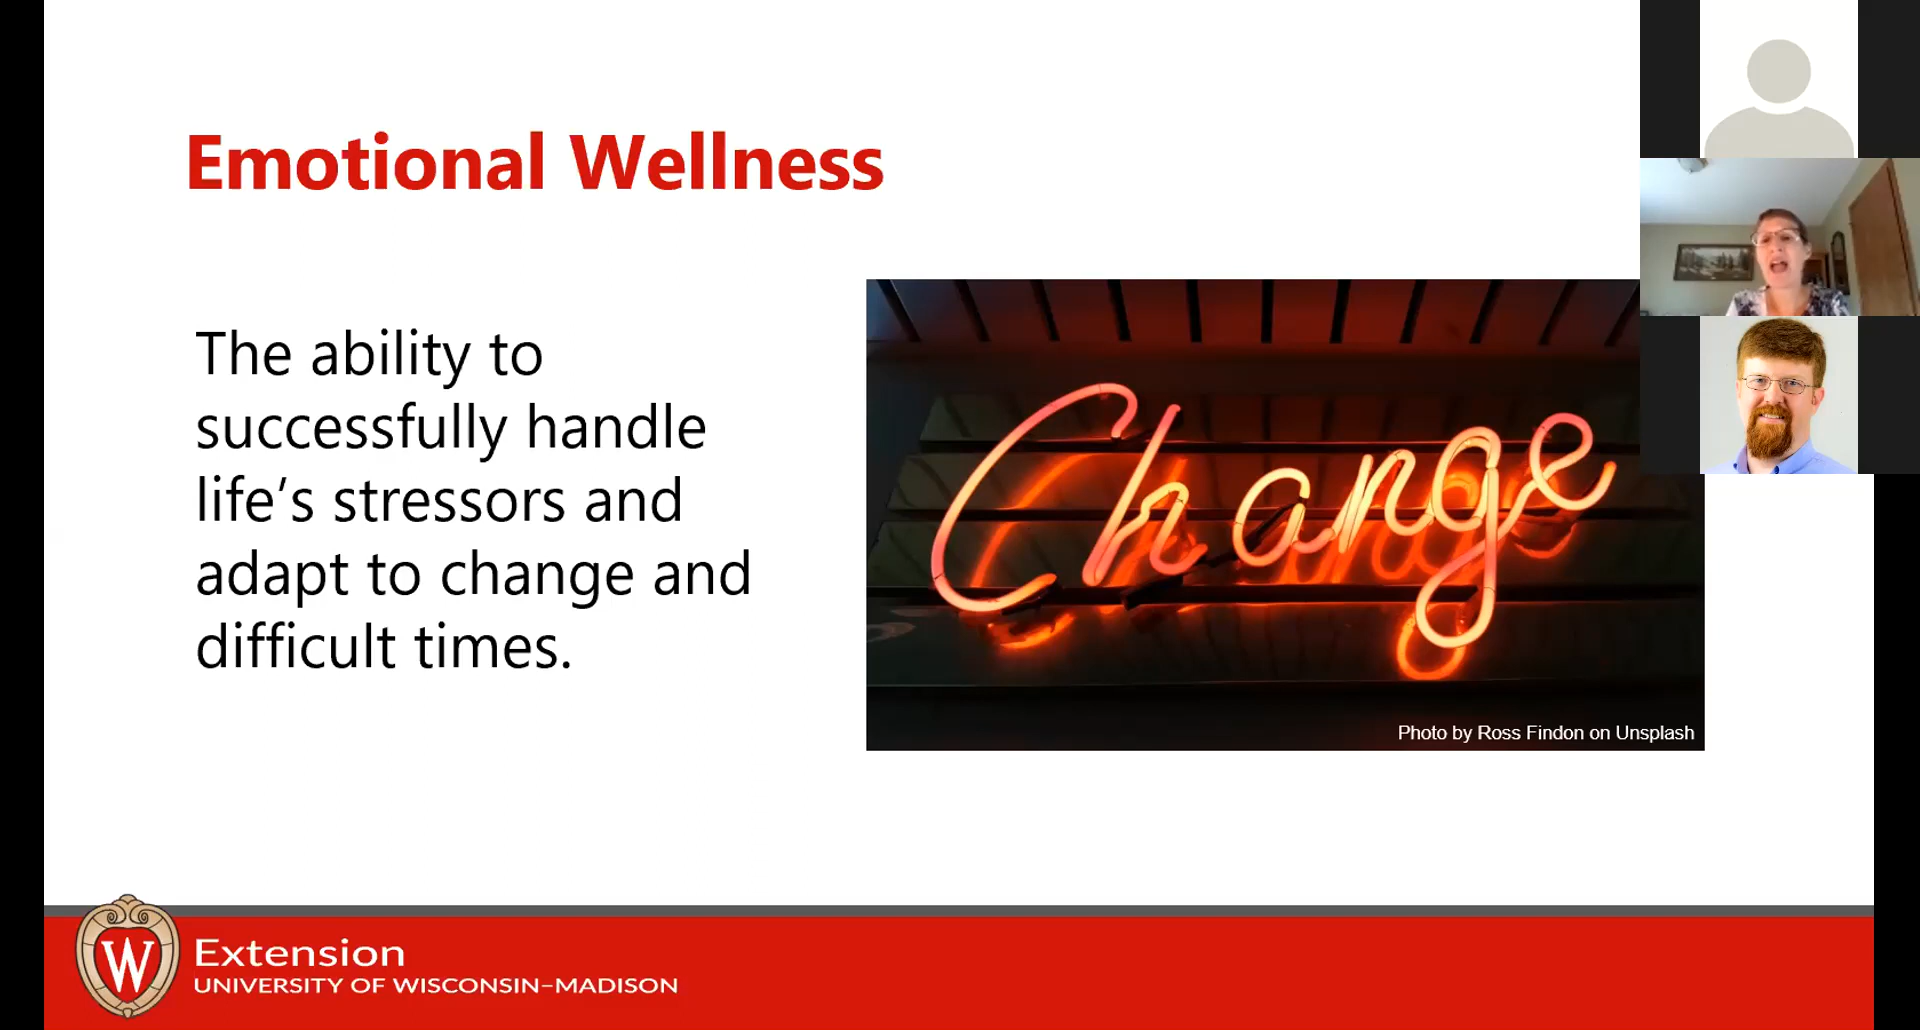 Emotional Wellness
The ability to
successfully handle
life’s stressors and
adapt to change and
difficult times.
Change
Photo by Ross Findon on Unsplash
W
Extension
UNIVERSITY OF WISCONSIN–MADISON